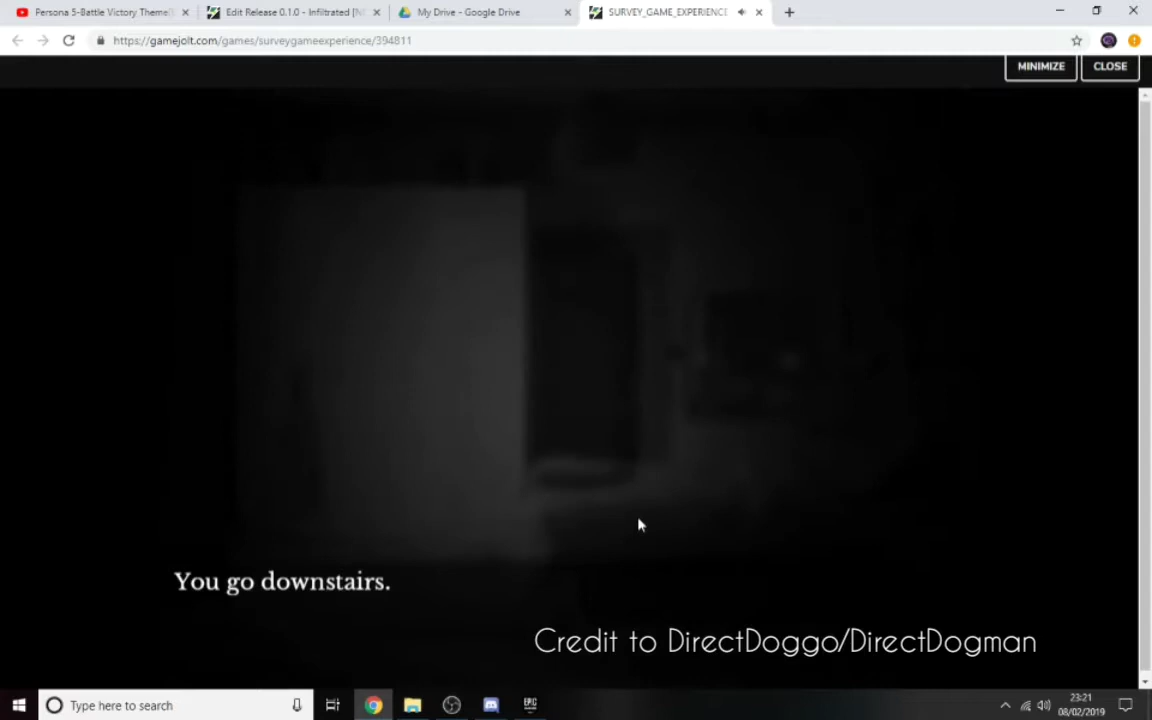 Persona 5-Battle Victory Theme(
Edit Release 0.1.0 - Infiltrated [N
My Drive - Google Drive
SURVEY_GAME_EXPERIENCE
https://gamejolt.com/games/surveygameexperience/394811
MINIMIZE
CLOSE
You go downstairs.
Credit to DirectDoggo/DirectDogman
Type here to search
EPIC
23:21
08/02/2019